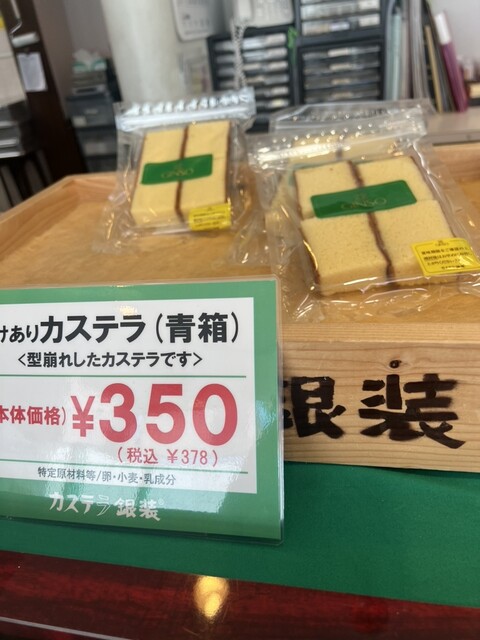 けありカステラ（青箱）
＜型崩れしたカステラです＞
本体価格）¥350
（税込 ¥378）
特定原材料等/卵・小麦・乳成分
カステラ銀装
銀装